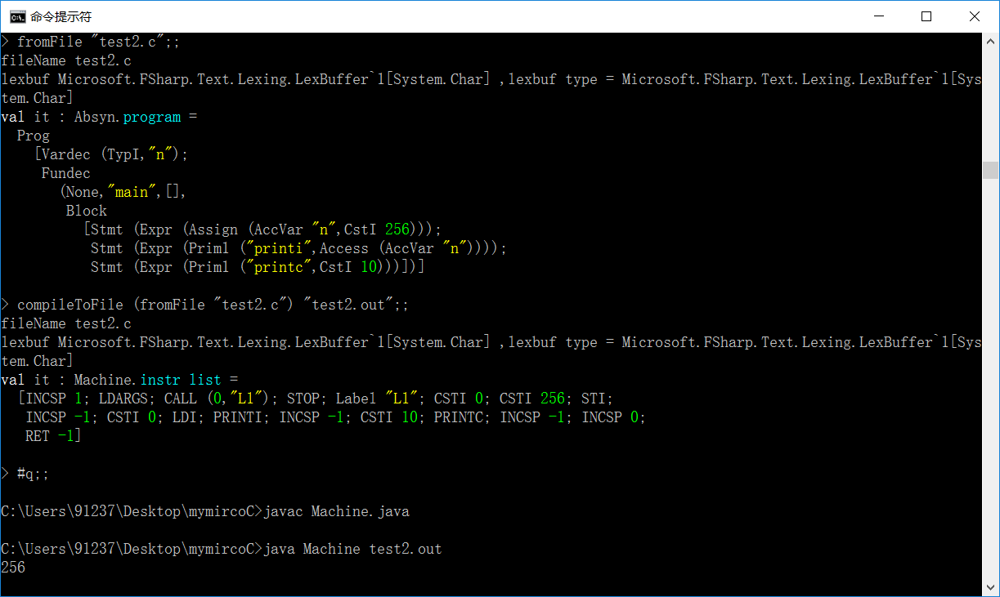 命令提示符
> fromFile "test2.c";;
fileName test2.c
lexbuf Microsoft.FSharp.Text.Lexing.LexBuffer`1[System.Char] ,lexbuf type = Microsoft.FSharp.Text.Lexing.LexBuffer`1[Sys
tem.Char]
val it : Absyn.program =
  Prog
    [Vardec (TypI,"n");
     Fundec
       (None,"main",[],
        Block
          [Stmt (Expr (Assign (AccVar "n",CstI 256)));
           Stmt (Expr (Prim1 ("printi",Access (AccVar "n"))));
           Stmt (Expr (Prim1 ("printc",CstI 10)))])]
> compileToFile (fromFile "test2.c") "test2.out";;
fileName test2.c
lexbuf Microsoft.FSharp.Text.Lexing.LexBuffer`1[System.Char] ,lexbuf type = Microsoft.FSharp.Text.Lexing.LexBuffer`1[Sys
tem.Char]
val it : Machine.instr list =
  [INCSP 1; LDARGS; CALL (0,"L1"); STOP; Label "L1"; CSTI 0; CSTI 256; STI;
   INCSP -1; CSTI 0; LDI; PRINTI; INCSP -1; CSTI 10; PRINTC; INCSP -1; INCSP 0;
   RET -1]
> #q;;
C:\Users\91237\Desktop\mymircoC>javac Machine.java
C:\Users\91237\Desktop\mymircoC>java Machine test2.out
256